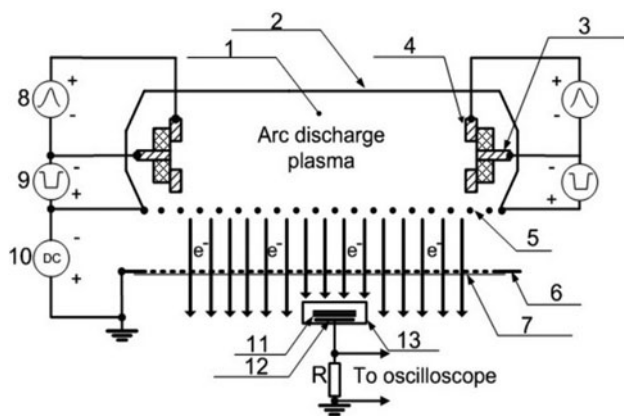 1 2 4 3
+ +
8
- -
Arc discharge
plasma
9 - -
+ +
5
10 - DC +
e- e- e- e-
6
7
11 13
12
R To oscilloscope